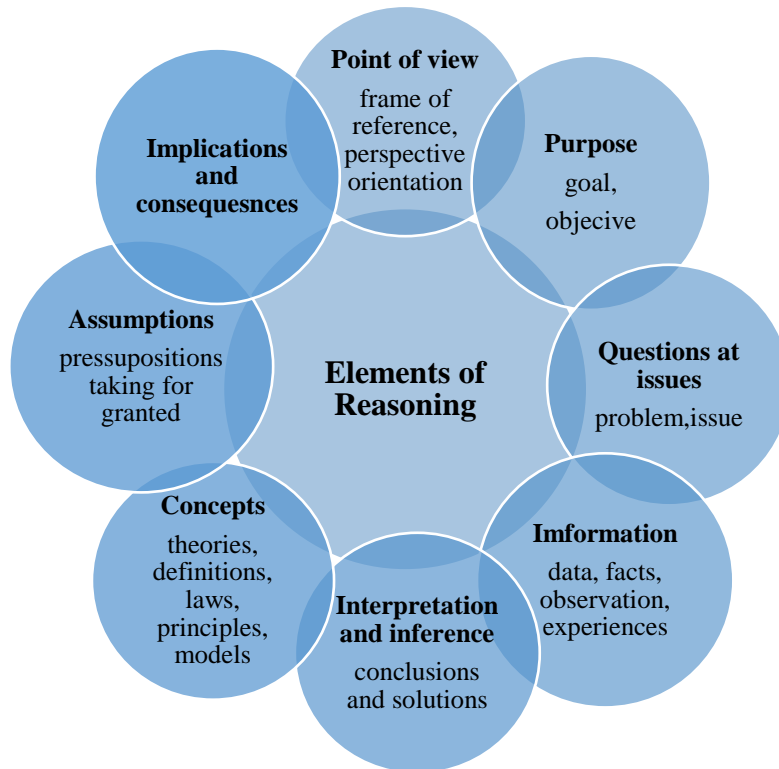 Point of view
frame of
reference,
perspective
orientation
Purpose
goal,
objecive
Questions at
issues
problem,issue
Imformation
data, facts,
observation,
experiences
Interpretation
and inference
conclusions
and solutions
Concepts
theories,
definitions,
laws,
principles,
models
Assumptions
pressupositions
taking for
granted
Implications
and
consequesnces
Elements of
Reasoning